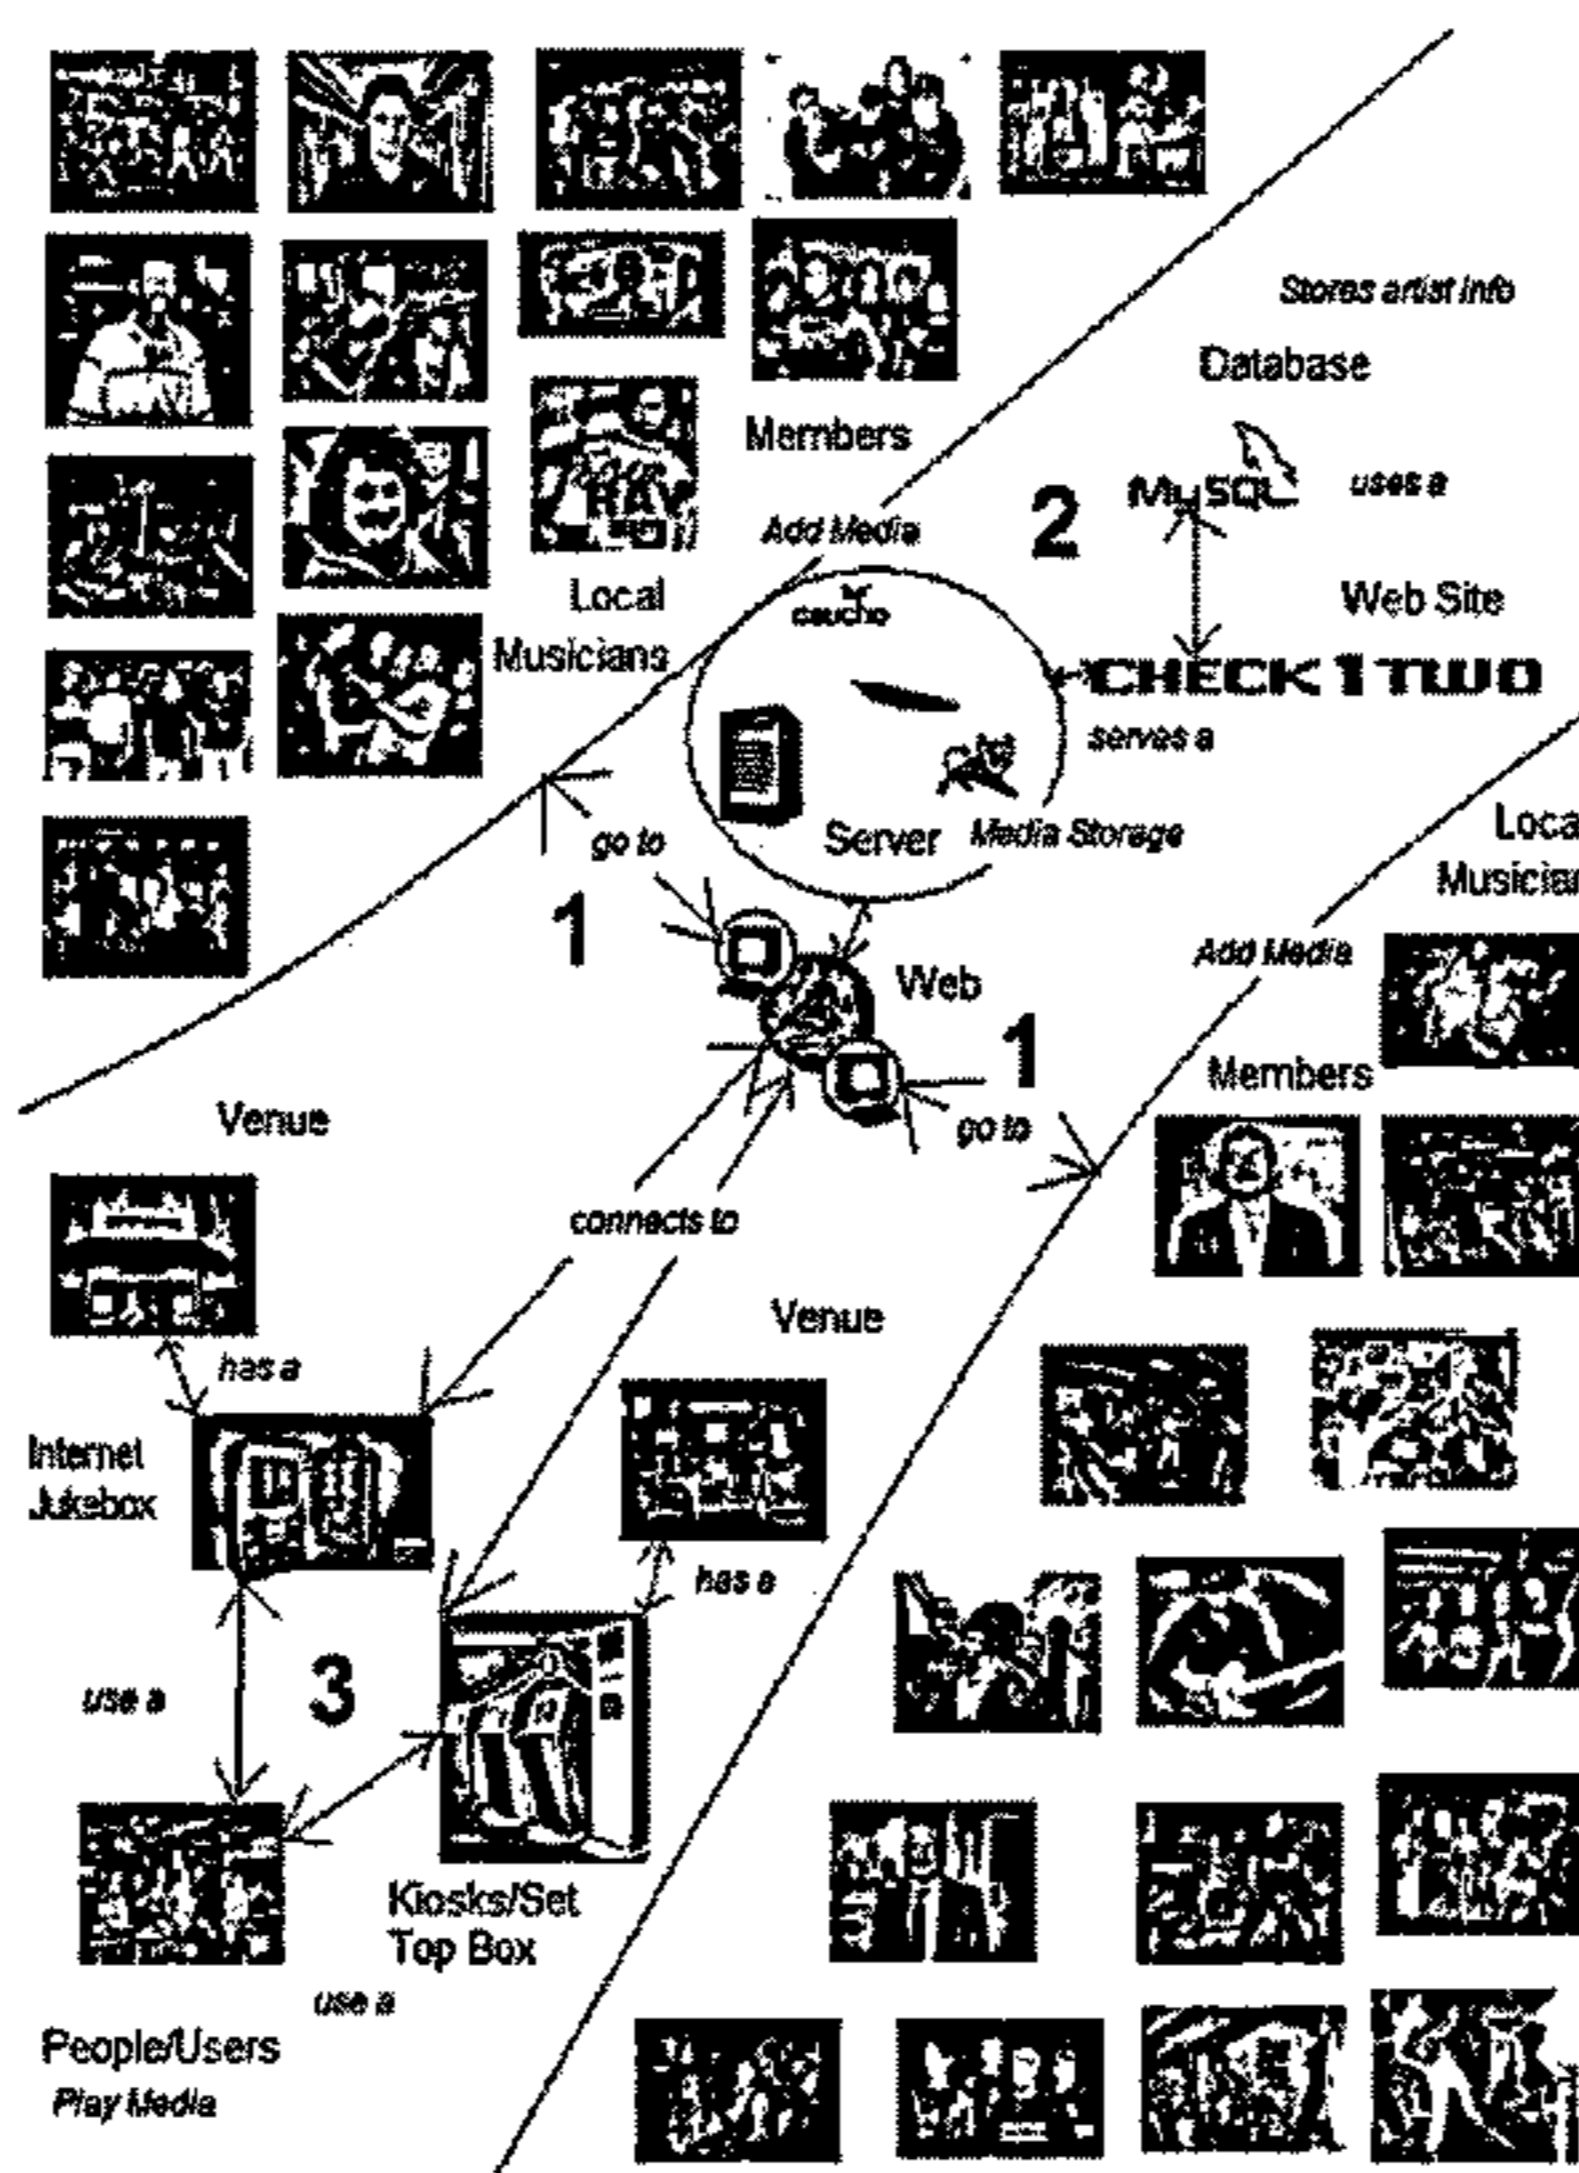 Stores artist info
Database
Members
MySQL
uses a
2
Add Media
Local
Musicians
caucho
Web Site
CHECK 1 TWO
serves a
go to
Server
Media Storage
1
Web
1
go to
Loca
Musician
Add Media
Members
Venue
connects to
Venue
has a
Internet
Jukebox
has a
use a
3
Kiosks/Set
Top Box
use a
People/Users
Play Media